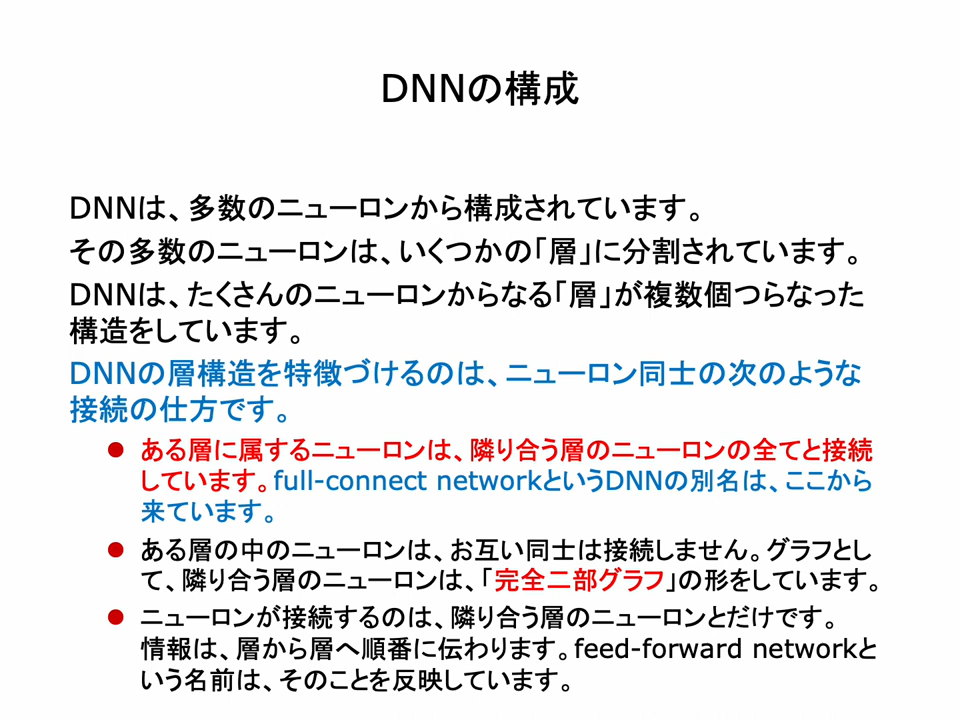 DNNの構成
DNNは、多数のニューロンから構成されています。
その多数のニューロンは、いくつかの「層」に分割されています。
DNNは、たくさんのニューロンからなる「層」が複数個つらなった
構造をしています。
DNNの層構造を特徴づけるのは、ニューロン同士の次のような
接続の仕方です。
● ある層に属するニューロンは、隣り合う層のニューロンの全てと接続
しています。full-connect networkというDNNの別名は、ここから
来ています。
● ある層の中のニューロンは、お互い同士は接続しません。グラフとし
て、隣り合う層のニューロンは、「完全二部グラフ」の形をしています。
● ニューロンが接続するのは、隣り合う層のニューロンとだけです。
情報は、層から層へ順番に伝わります。feed-forward networkと
いう名前は、そのことを反映しています。